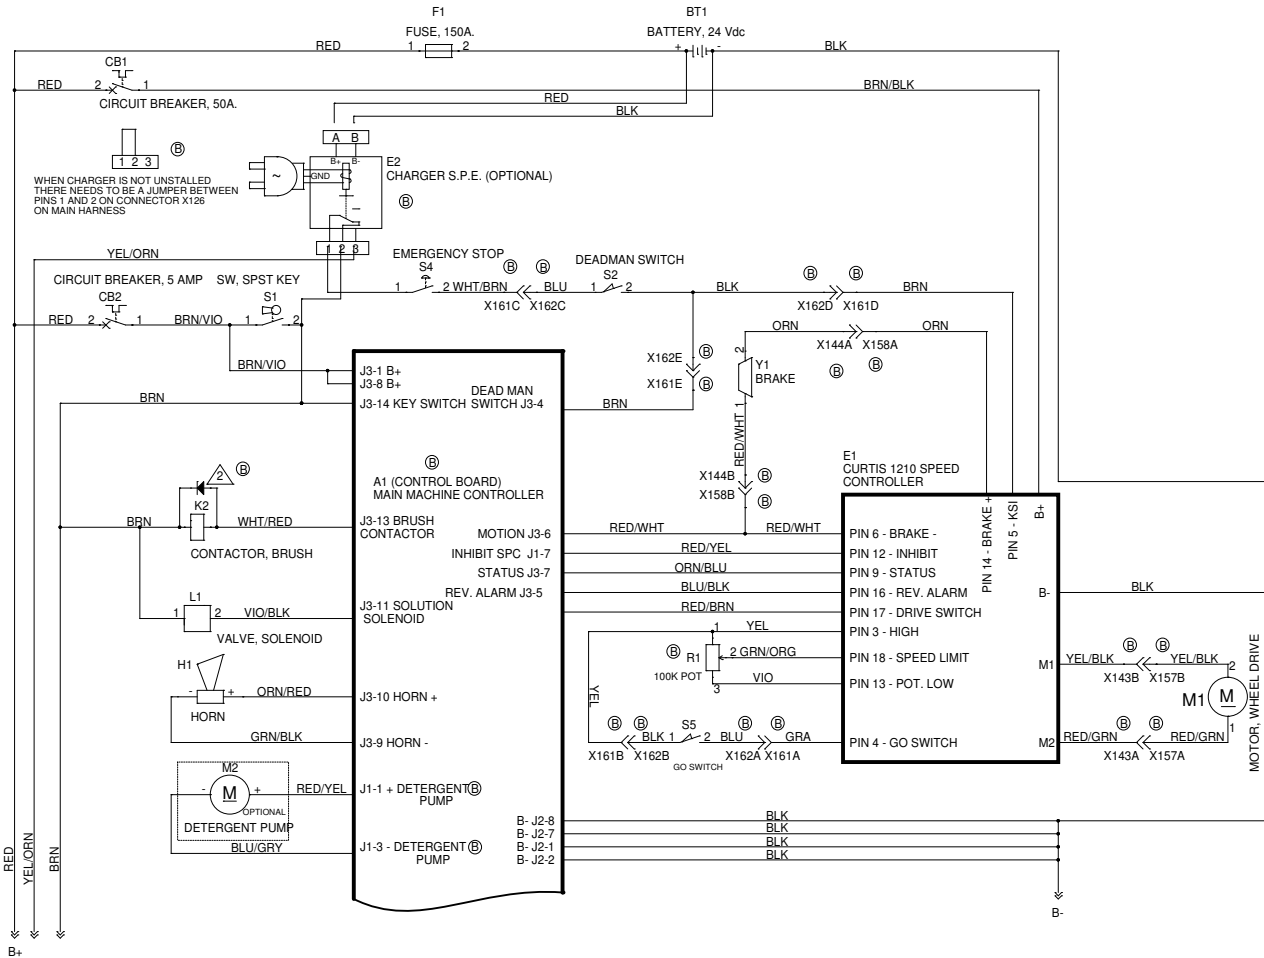 F1
FUSE, 150A.
RED 1 2
BT1
BATTERY, 24 Vdc
+ -
BLK
CB1
RED 2 1
CIRCUIT BREAKER, 50A.
BRN/BLK
RED
BLK
1 2 3
B
WHEN CHARGER IS NOT UNSTALLED
THERE NEEDS TO BE A JUMPER BETWEEN
PINS 1 AND 2 ON CONNECTOR X126
ON MAIN HARNESS
A B
B+ B-
GND
~
E2
CHARGER S.P.E. (OPTIONAL)
B
1 2 3
YEL/ORN
EMERGENCY STOP
S4
1 2 WHT/BRN
B B
X161C X162C
BLU
DEADMAN SWITCH
S2
1 2
BLK
B B
X162D X161D
BRN
CIRCUIT BREAKER, 5 AMP
CB2
RED 2 1 BRN/VIO
SW, SPST KEY
S1
1 2
BRN/VIO
BRN
X162E B
X161E B
BRN
ORN
X144A X158A
B B
ORN
2
Y1
BRAKE
1
RED/WHT
X144B B
X158B B
J3-1 B+
J3-8 B+
J3-14 KEY SWITCH
DEAD MAN
SWITCH J3-4
B
A1 (CONTROL BOARD)
MAIN MACHINE CONTROLLER
2 B
K2
BRN
WHT/RED
CONTACTOR, BRUSH
J3-13 BRUSH
CONTACTOR
L1
1 2 VIO/BLK
VALVE, SOLENOID
J3-11 SOLUTION
SOLENOID
H1
- + ORN/RED
HORN
GRN/BLK
J3-10 HORN +
J3-9 HORN -
M2
- M + RED/YEL
OPTIONAL
DETERGENT PUMP
BLU/GRY
J1-1 + DETERGENT B
PUMP
J1-3 - DETERGENT B
PUMP
MOTION J3-6
INHIBIT SPC J1-7
STATUS J3-7
REV. ALARM J3-5
RED/WHT RED/WHT
RED/YEL
ORN/BLU
BLU/BLK
RED/BRN
E1
CURTIS 1210 SPEED
CONTROLLER
PIN 14 - BRAKE +
PIN 5 - KSI
B+
PIN 6 - BRAKE -
PIN 12 - INHIBIT
PIN 9 - STATUS
PIN 16 - REV. ALARM
PIN 17 - DRIVE SWITCH
PIN 3 - HIGH
PIN 18 - SPEED LIMIT
PIN 13 - POT. LOW
PIN 4 - GO SWITCH
B-
M1
M2
BLK
1 YEL
B R1 2 GRN/ORG
100K POT
3 VIO
YEL
B B
X161B X162B
BLK 1 2 BLU
S5
GO SWITCH
B B
X162A X161A
GRA
YEL/BLK YEL/BLK 2
B B
X143B X157B
M1 M
RED/GRN RED/GRN 1
B B
X143A X157A
MOTOR, WHEEL DRIVE
B- J2-8
B- J2-7
B- J2-1
B- J2-2
BLK
BLK
BLK
BLK
B-
RED
YEL/ORN
BRN
B+